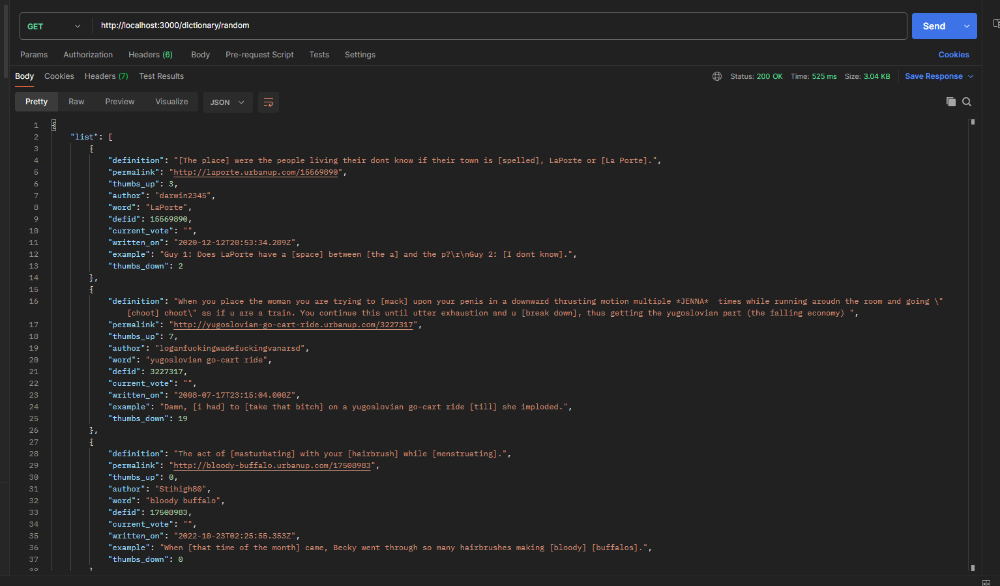 GET http://localhost:3000/dictionary/random Send
Params Authorization Headers (6) Body Pre-request Script Tests Settings Cookies
Body Cookies Headers (7) Test Results Status: 200 OK Time: 525 ms Size: 3.04 KB Save Response
Pretty Raw Preview Visualize JSON
1 {
2 "list": [
3 {
4 "definition": "[The place] were the people living their dont know if their town is [spelled], LaPorte or [La Porte].",
5 "permalink": "http://laporte.urbanup.com/15569890",
6 "thumbs_up": 3,
7 "author": "darwin2345",
8 "word": "LaPorte",
9 "defid": 15569890,
10 "current_vote": "",
11 "written_on": "2020-12-12T20:53:34.289Z",
12 "example": "Guy 1: Does LaPorte have a [space] between [the a] and the p?\r\nGuy 2: [I dont know].",
13 "thumbs_down": 2
14 },
15 {
16 "definition": "When you place the woman you are trying to [mack] upon your penis in a downward thrusting motion multiple *JENNA*  times while running aroudn the room and going \"
[choot] choot\" as if u are a train. You continue this until utter exhaustion and u [break down], thus getting the yugoslovian part (the falling economy) ",
17 "permalink": "http://yugoslovian-go-cart-ride.urbanup.com/3227317",
18 "thumbs_up": 7,
19 "author": "loganfuckingwadefuckingvanarsd",
20 "word": "yugoslovian go-cart ride",
21 "defid": 3227317,
22 "current_vote": "",
23 "written_on": "2008-07-17T23:15:04.000Z",
24 "example": "Damn, [i had] to [take that bitch] on a yugoslovian go-cart ride [till] she imploded.",
25 "thumbs_down": 19
26 },
27 {
28 "definition": "The act of [masturbating] with your [hairbrush] while [menstruating].",
29 "permalink": "http://bloody-buffalo.urbanup.com/17508983",
30 "thumbs_up": 0,
31 "author": "Stihigh80",
32 "word": "bloody buffalo",
33 "defid": 17508983,
34 "current_vote": "",
35 "written_on": "2022-10-23T02:25:55.353Z",
36 "example": "When [that time of the month] came, Becky went through so many hairbrushes making [bloody] [buffalos].",
37 "thumbs_down": 0